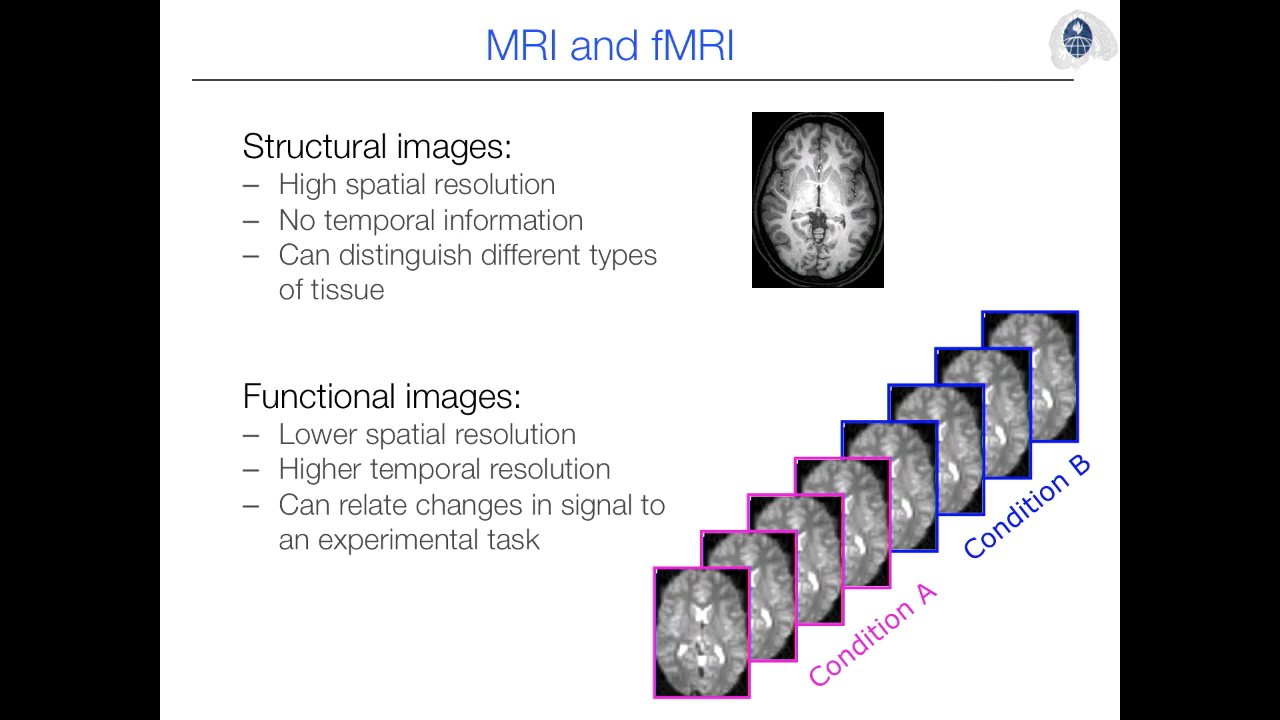 MRI and fMRI
Structural images:
– High spatial resolution
– No temporal information
– Can distinguish different types
of tissue
Functional images:
– Lower spatial resolution
– Higher temporal resolution
– Can relate changes in signal to
an experimental task
Condition B
Condition A